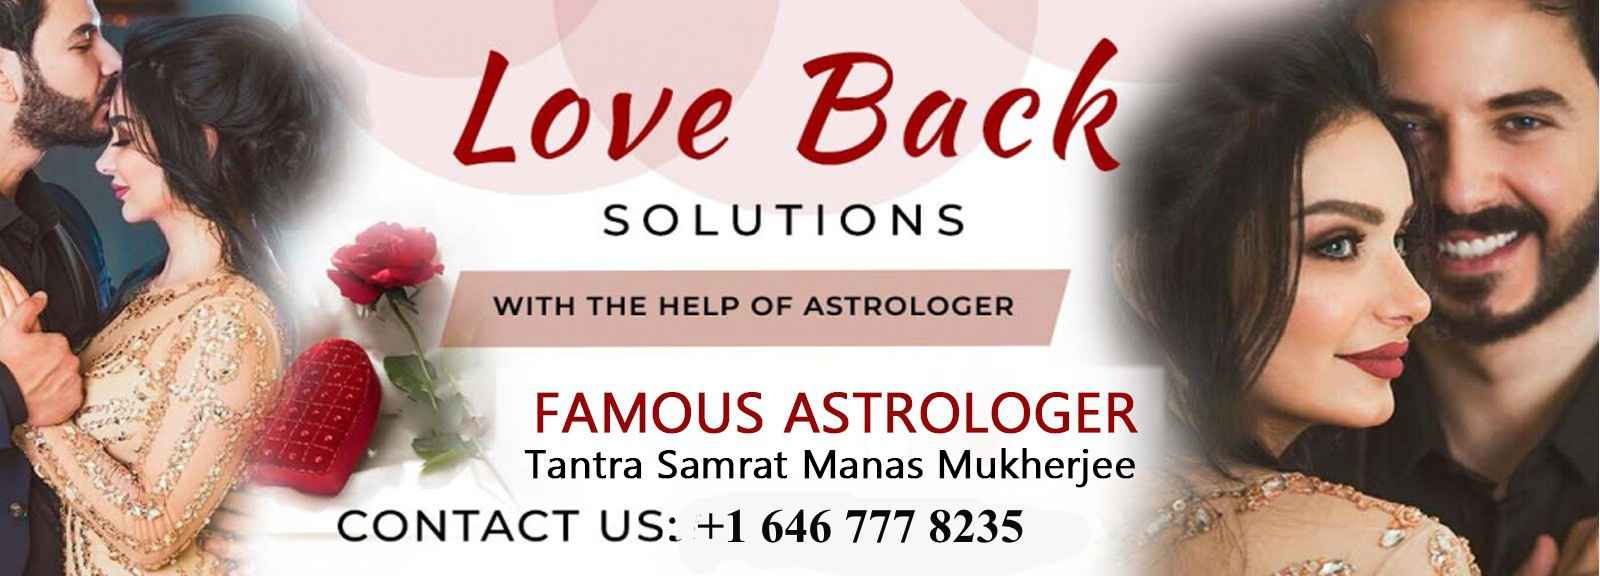 Love Back
SOLUTIONS
WITH THE HELP OF ASTROLOGER
FAMOUS ASTROLOGER
Tantra Samrat Manas Mukherjee
CONTACT US: +1 646 777 8235